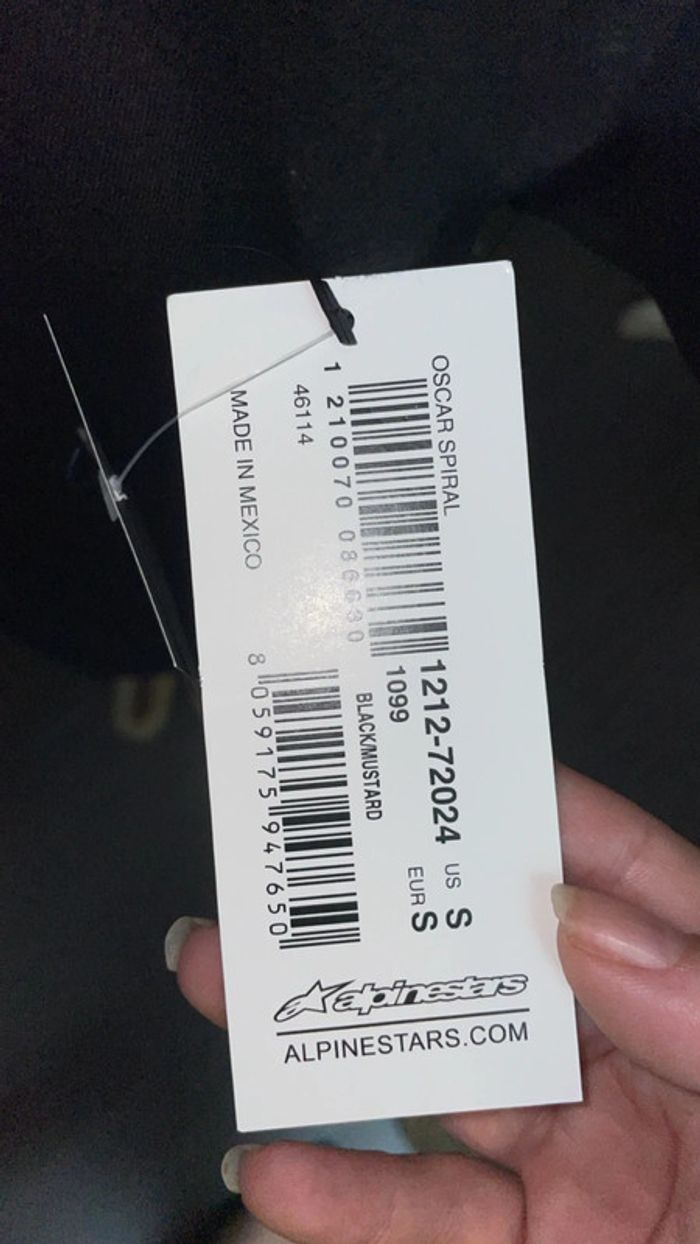 OSCAR SPIRAL
1 210070 086630
46114
MADE IN MEXICO
1212-72024
1099
BLACK/MUSTARD
US S
EUR S
8 059175 947650
alpinestars
ALPINESTARS.COM